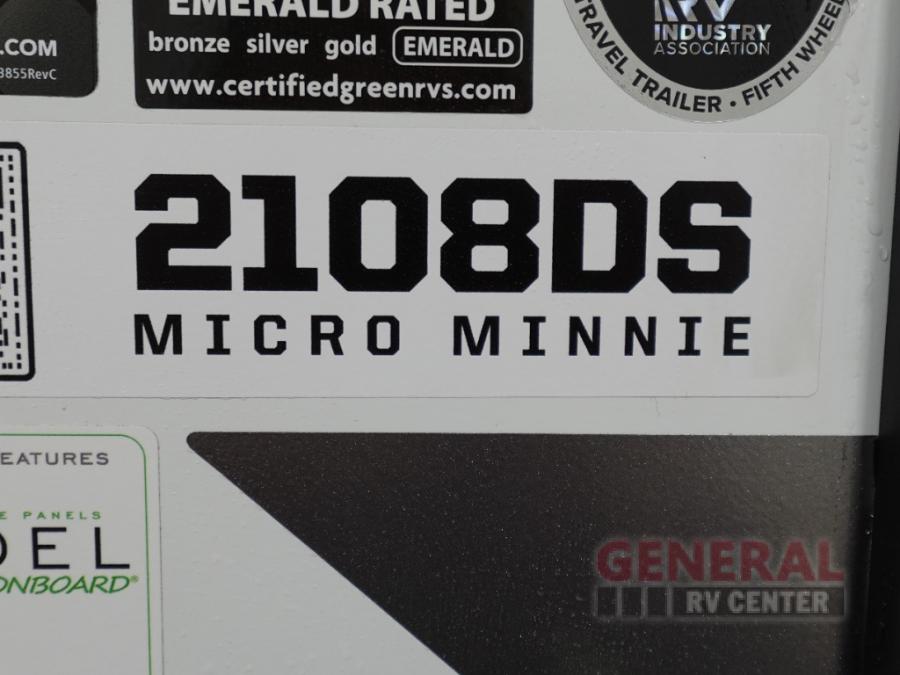 EMERALD RATED
bronze silver gold EMERALD
www.certifiedgreenrvs.com
.COM
3855RevC
RV
INDUSTRY
ASSOCIATION
TRAVEL TRAILER • FIFTH WHEEL
2108DS
MICRO MINNIE
EATURES
E PANELS
DEL
ONBOARD®
GENERAL
RV CENTER